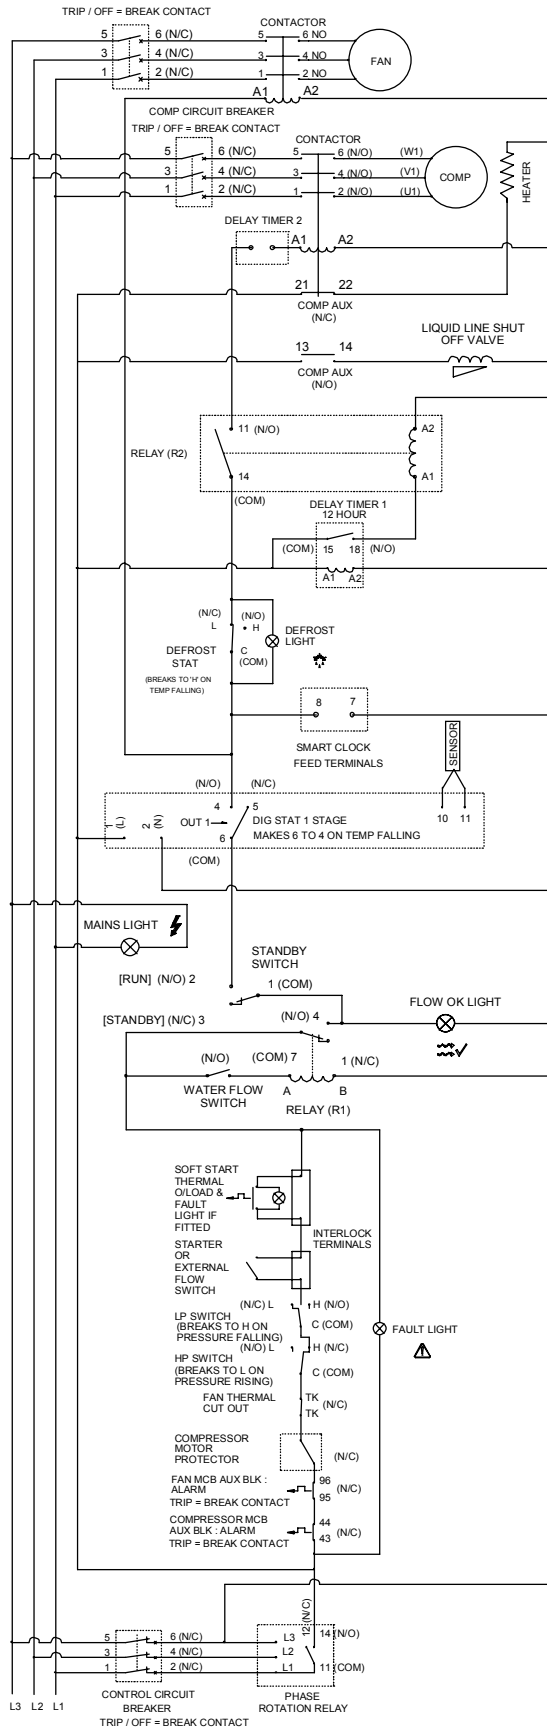 TRIP / OFF = BREAK CONTACT
CONTACTOR
5 6 (N/C) 5 6 NO
3 4 (N/C) 3 4 NO
1 2 (N/C) 1 2 NO
FAN
A1 A2
COMP CIRCUIT BREAKER
TRIP / OFF = BREAK CONTACT
CONTACTOR
5 6 (N/C) 5 6 (N/O) (W1)
3 4 (N/C) 3 4 (N/O) (V1)
1 2 (N/C) 1 2 (N/O) (U1)
COMP
HEATER
DELAY TIMER 2
A1 A2
21 22
COMP AUX
(N/C)
LIQUID LINE SHUT
OFF VALVE
13 14
COMP AUX
(N/O)
11 (N/O)
A2
RELAY (R2)
14
A1
(COM)
DELAY TIMER 1
12 HOUR
(COM) 15 18 (N/O)
A1 A2
(N/C) (N/O)
L H
DEFROST
LIGHT
DEFROST
STAT
C
(COM)
(BREAKS TO 'H' ON
TEMP FALLING)
8 7
SMART CLOCK
FEED TERMINALS
SENSOR
(N/O) (N/C)
4 5
10 11
1
(L)
2
(N)
OUT 1
DIG STAT 1 STAGE
6 MAKES 6 TO 4 ON TEMP FALLING
(COM)
MAINS LIGHT
STANDBY
SWITCH
[RUN] (N/O) 2
1 (COM)
FLOW OK LIGHT
[STANDBY] (N/C) 3
(N/O) 4
(N/O) (COM) 7 1 (N/C)
WATER FLOW
SWITCH
A B
RELAY (R1)
SOFT START
THERMAL
O/LOAD &
FAULT
LIGHT IF
FITTED
INTERLOCK
TERMINALS
STARTER
OR
EXTERNAL
FLOW
SWITCH
(N/C) L H (N/O)
LP SWITCH
(BREAKS TO H ON
PRESSURE FALLING)
C (COM)
(N/O) L H (N/C)
HP SWITCH
(BREAKS TO L ON
PRESSURE RISING)
C (COM)
FAULT LIGHT
FAN THERMAL
CUT OUT
TK
TK
(N/C)
COMPRESSOR
MOTOR
PROTECTOR
(N/C)
FAN MCB AUX BLK :
ALARM
TRIP = BREAK CONTACT
96
95
(N/C)
COMPRESSOR MCB
AUX BLK : ALARM
TRIP = BREAK CONTACT
44
43
(N/C)
12 (N/C)
14 (N/O)
5 6 (N/C) L3
3 4 (N/C) L2
1 2 (N/C) L1
11 (COM)
L3 L2 L1
CONTROL CIRCUIT
BREAKER
TRIP / OFF = BREAK CONTACT
PHASE
ROTATION RELAY